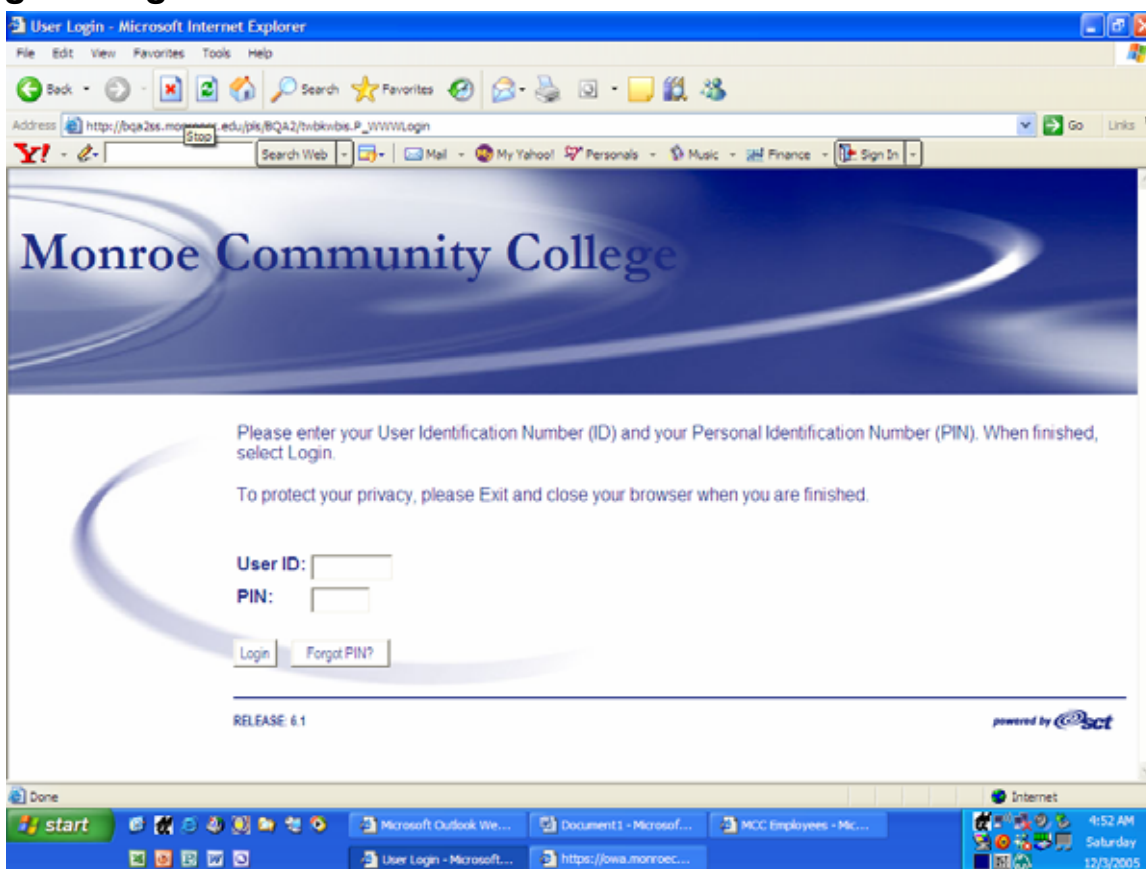 User Login - Microsoft Internet Explorer
File Edit View Favorites Tools Help
Back Search Favorites
Address http://bqa2ss. .edu/pls/BQA2/twbkwbis.P_WWWLogin Go Links
Stop
Y! Search Web Mail My Yahoo! Personals Music Finance Sign In
Monroe Community College
Please enter your User Identification Number (ID) and your Personal Identification Number (PIN). When finished,
select Login.
To protect your privacy, please Exit and close your browser when you are finished.
User ID:
PIN:
Login Forgot PIN?
RELEASE: 6.1 powered by sct
Done Internet
start Microsoft Outlook We... Document1 - Microsof... MCC Employees - Mic... 4:52 AM
Saturday
User Login - Microsoft... https://owa.monroec... 12/3/2005